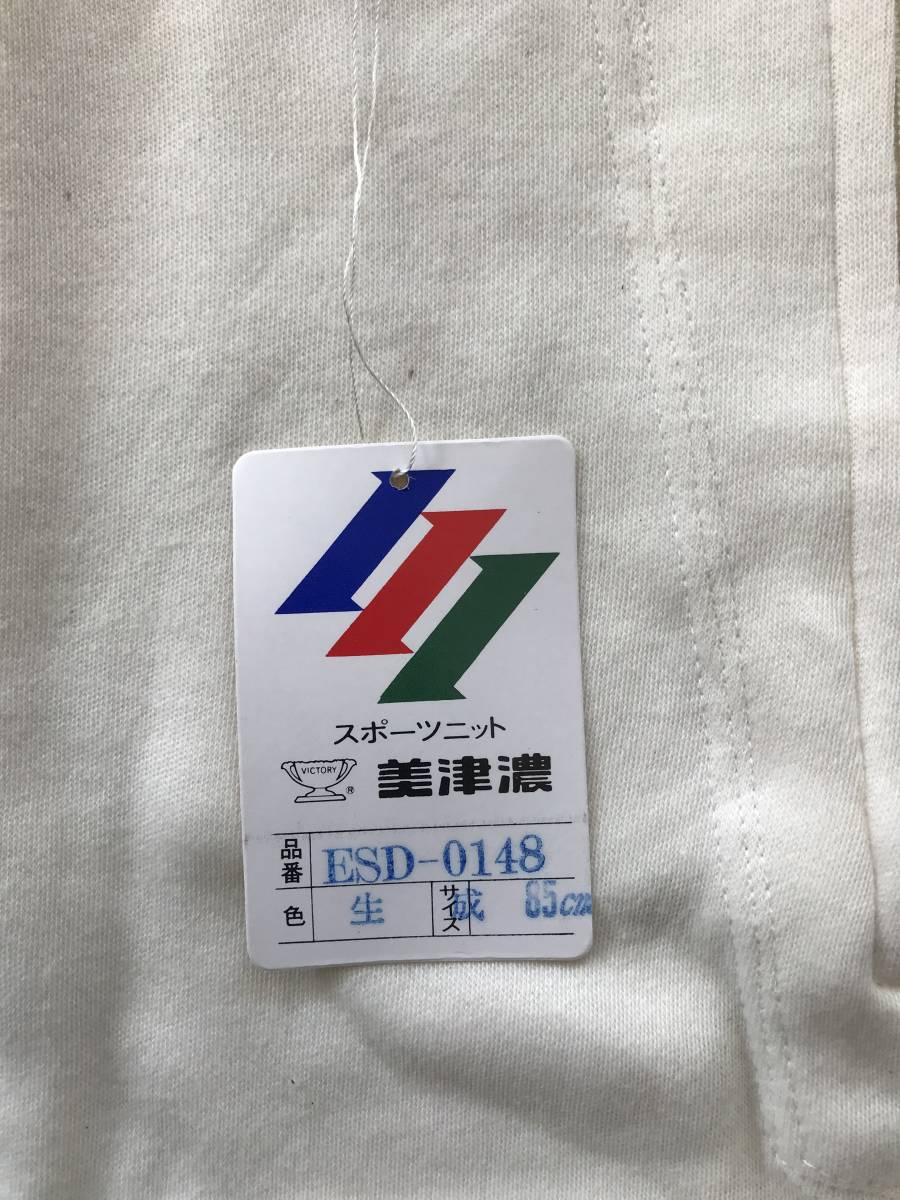 スポーツニット
VICTORY ® 美津濃
品番 ESD-0148
色 生成 サイズ 85cm